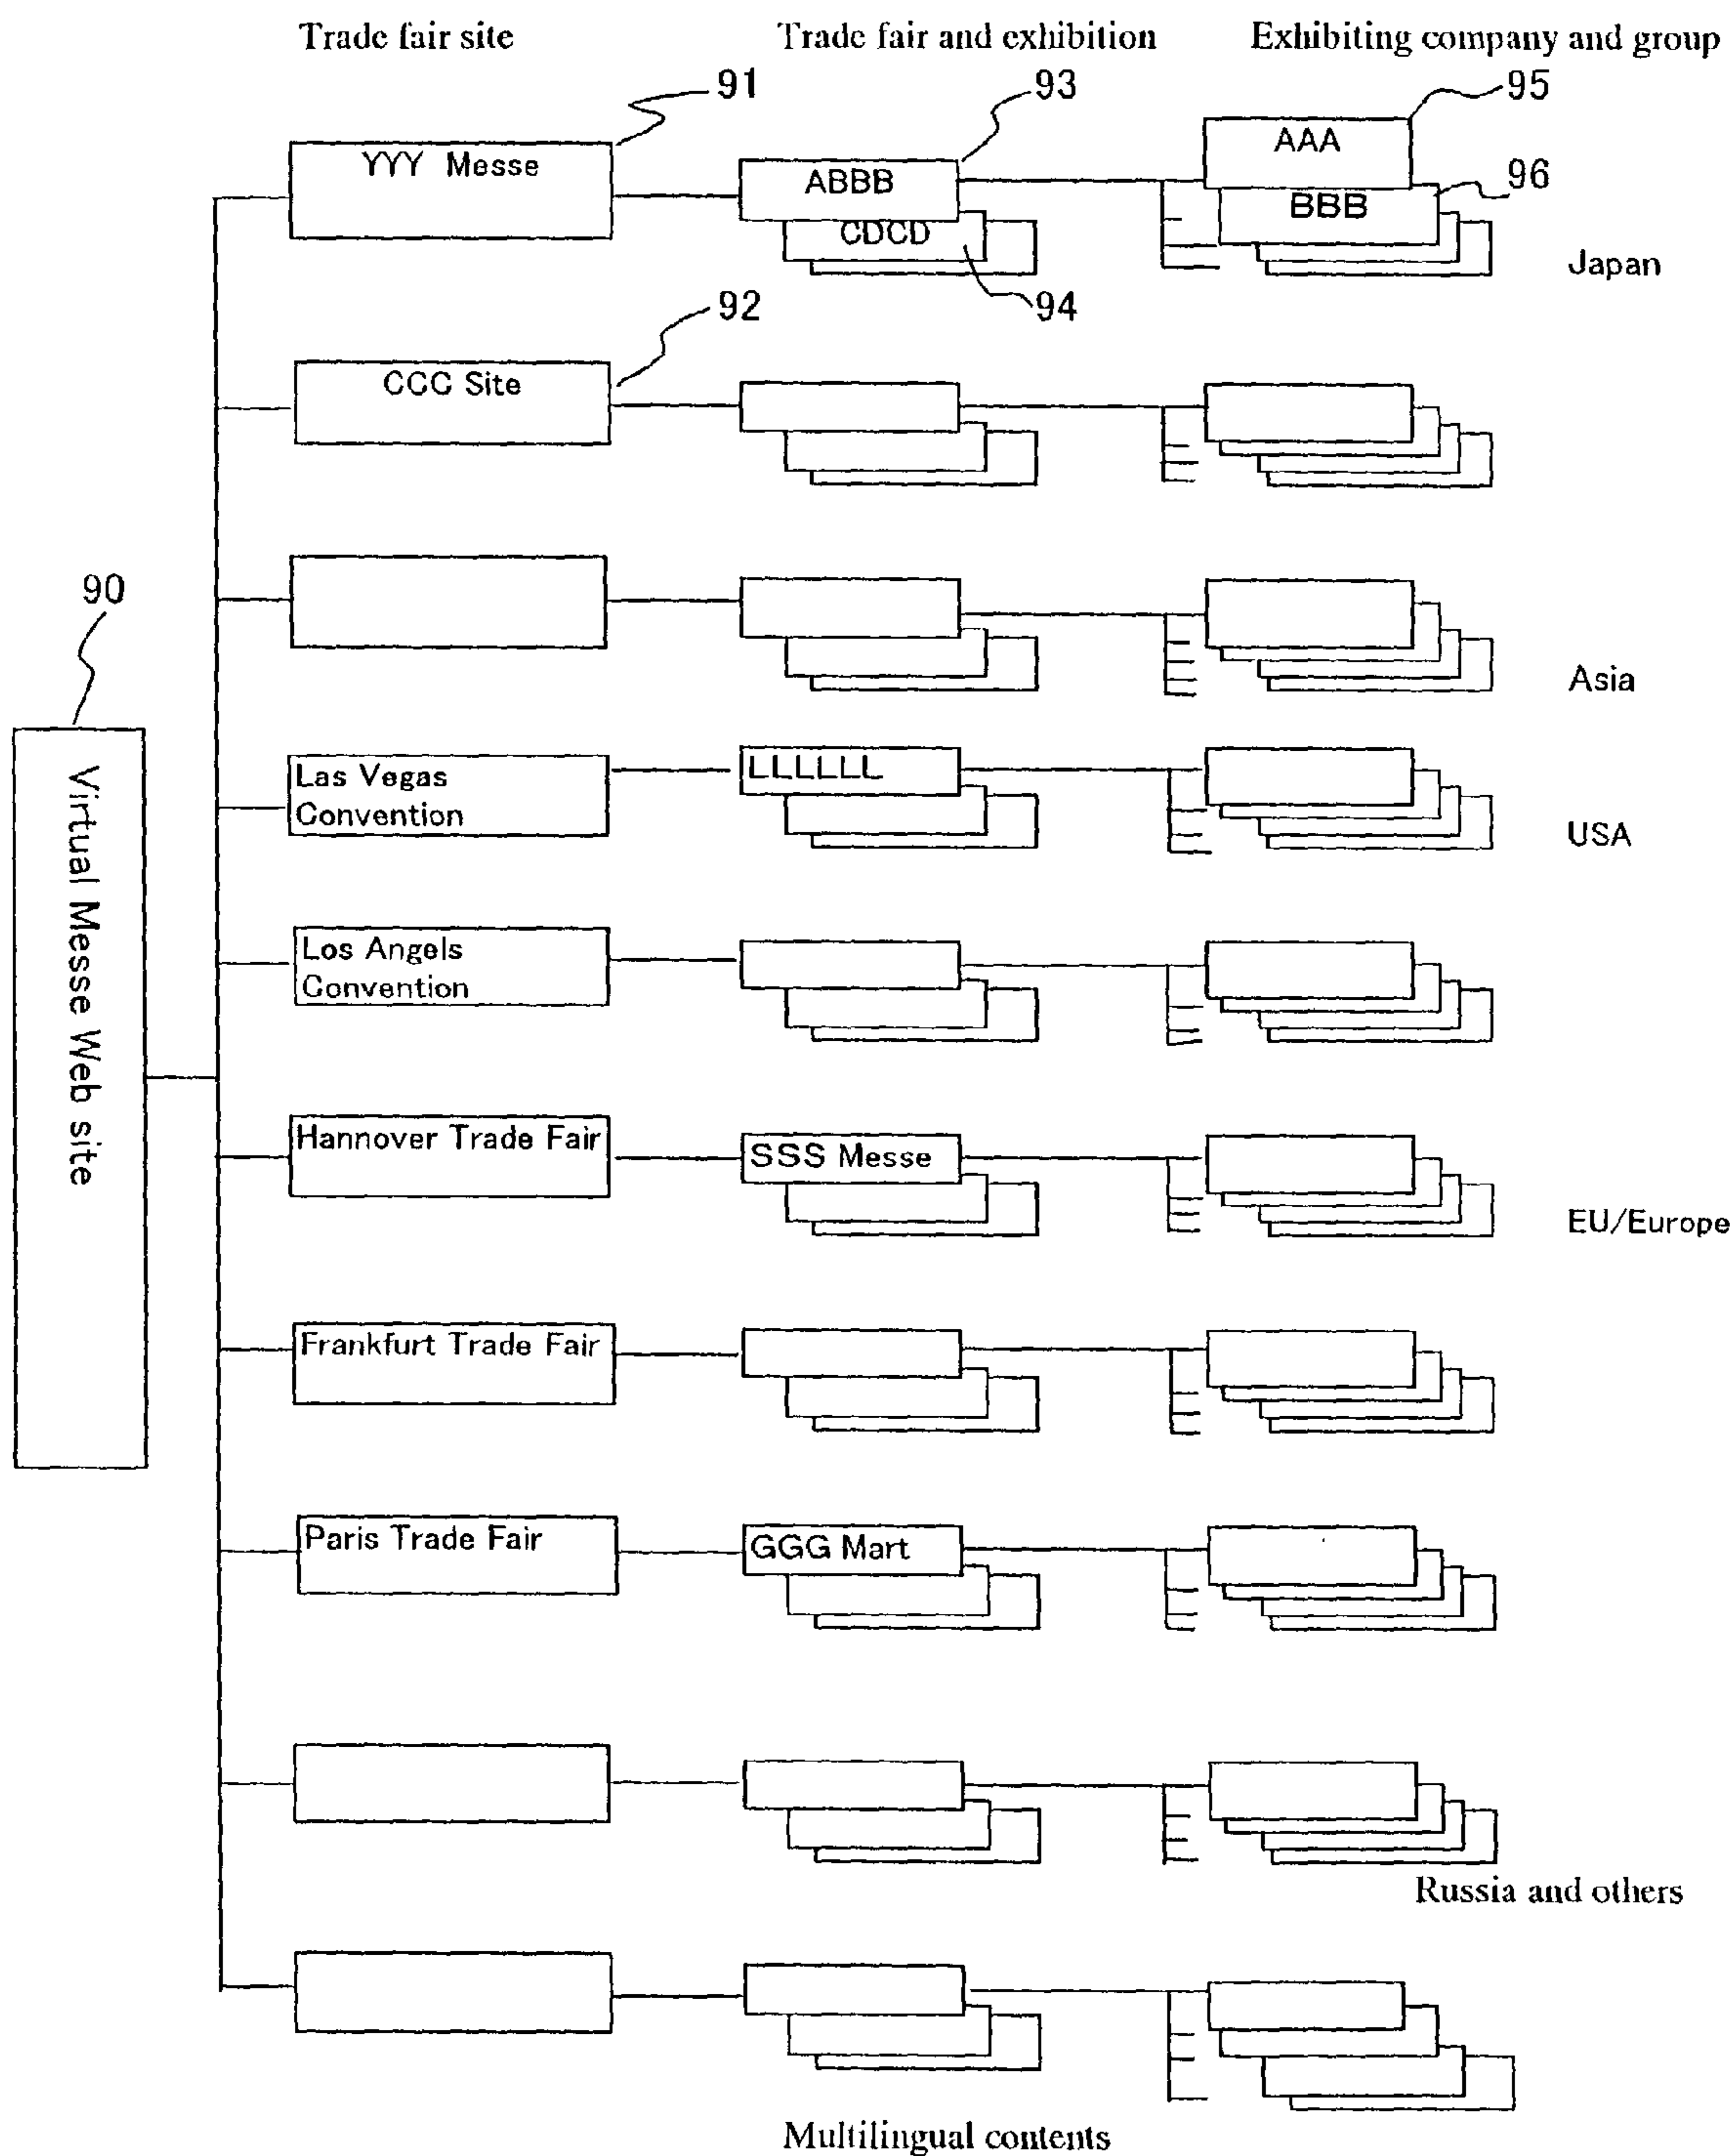 Trade fair site
Trade fair and exhibition
Exhibiting company and group
91
93
95
YYY Messe
ABBB
AAA
96
CDCD
BBB
94
Japan
92
CCC Site
90
Asia
Virtual Messe Web site
Las Vegas
Convention
LLLLLL
USA
Los Angels
Convention
Hannover Trade Fair
SSS Messe
EU/Europe
Frankfurt Trade Fair
Paris Trade Fair
GGG Mart
Russia and others
Multilingual contents